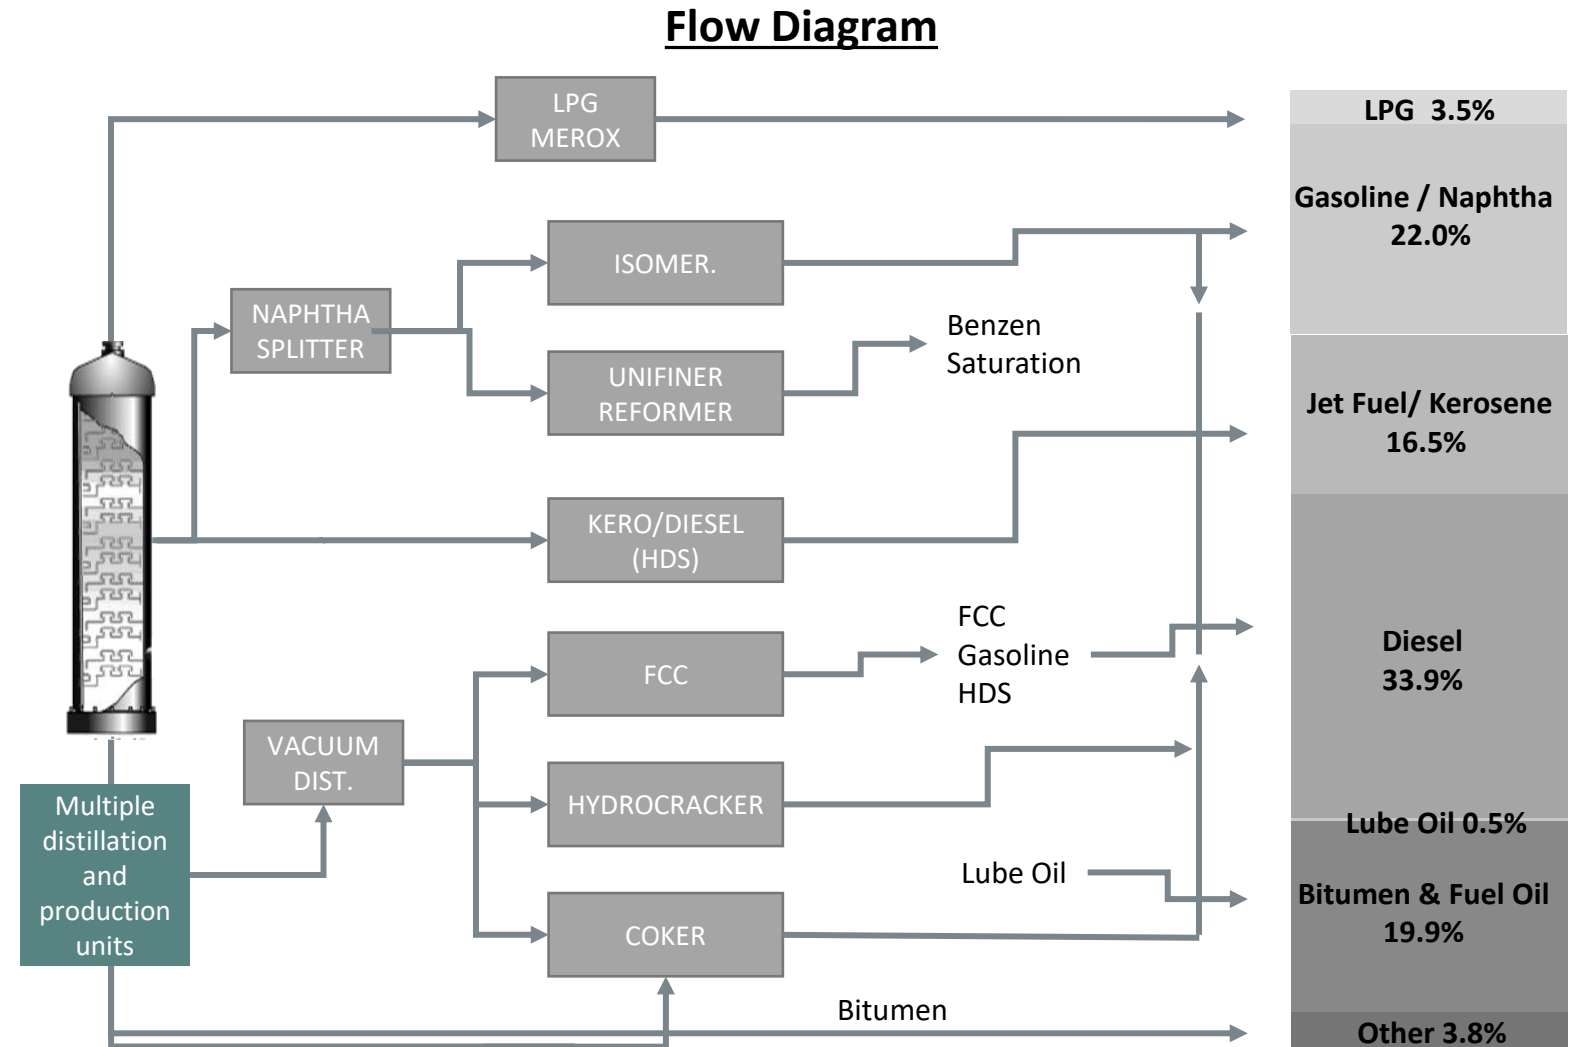 Flow Diagram
LPG
MEROX
LPG  3.5%
Gasoline / Naphtha
22.0%
ISOMER.
NAPHTHA
SPLITTER
Benzen
Saturation
UNIFINER
REFORMER
Jet Fuel/ Kerosene
16.5%
KERO/DIESEL
(HDS)
FCC
Gasoline
HDS
FCC
Diesel
33.9%
VACUUM
DIST.
HYDROCRACKER
Multiple
distillation
and
production
units
Lube Oil 0.5%
Lube Oil
Bitumen & Fuel Oil
19.9%
COKER
Bitumen
Other 3.8%